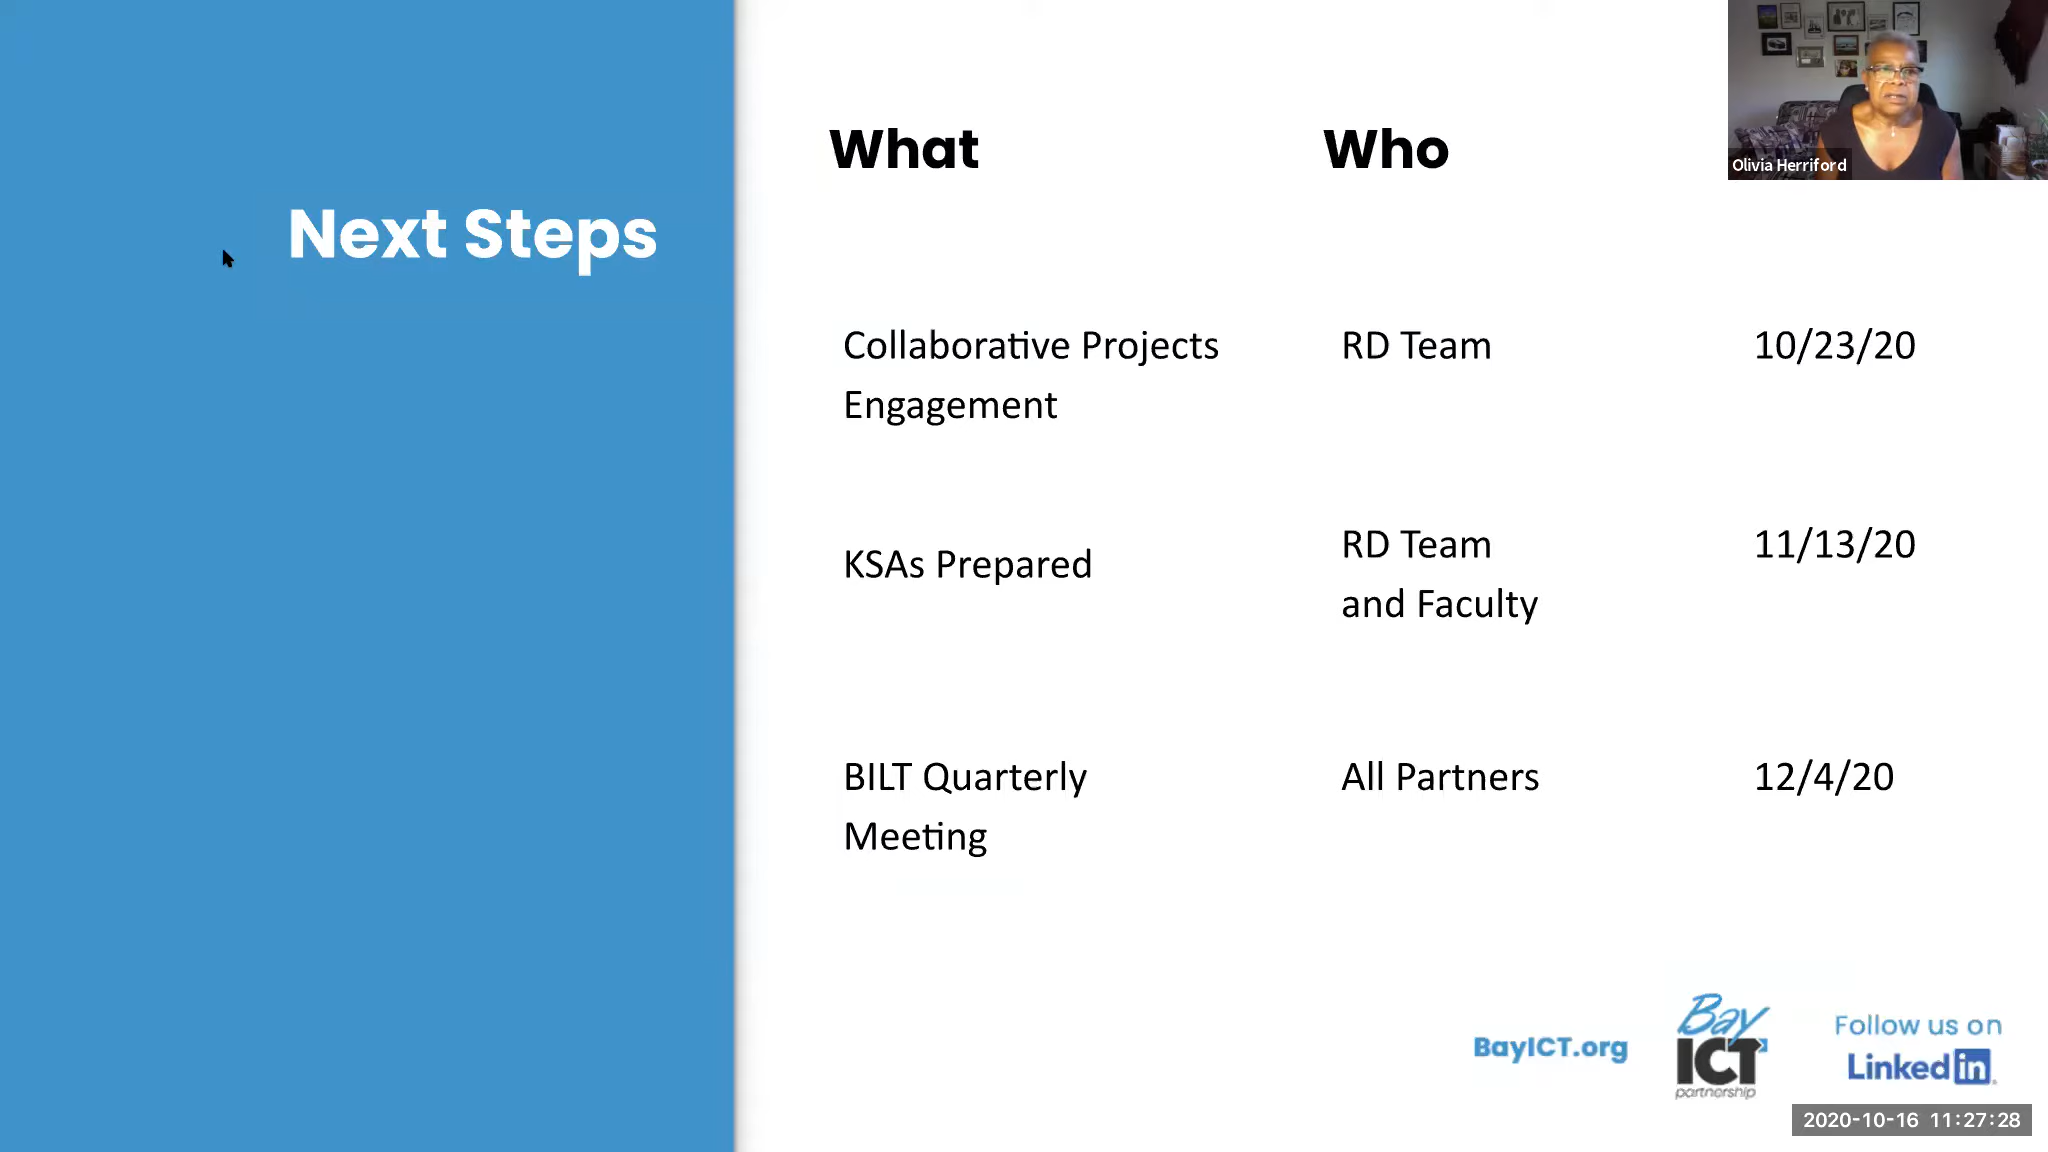 What
Who
Olivia Herriford
Next Steps
Collaborative Projects
Engagement
RD Team
10/23/20
KSAs Prepared
RD Team
and Faculty
11/13/20
BILT Quarterly
Meeting
All Partners
12/4/20
BayICT.org
Bay
ICT
partnership
Follow us on
Linked in
2020-10-16 11:27:28